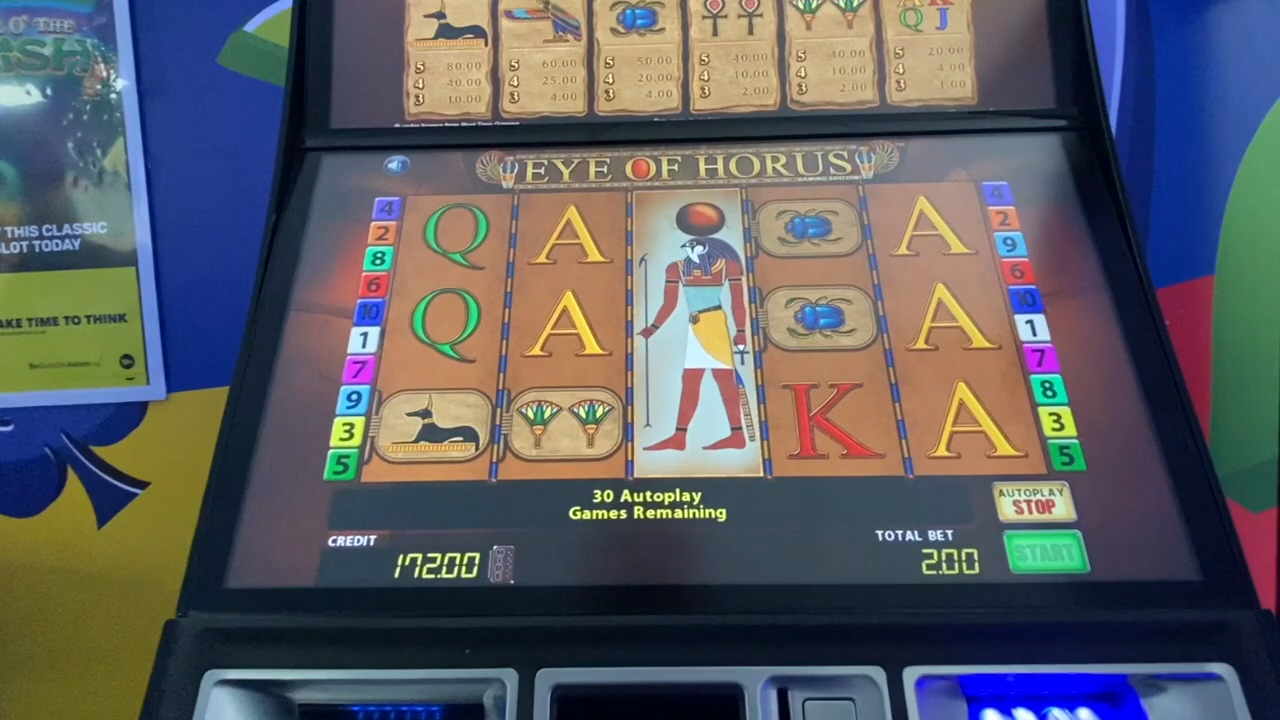 O' THE
SH
THIS CLASSIC
SLOT TODAY
AKE TIME TO THINK
A K
Q J
5 80.00
4 40.00
3 10.00
5 60.00
4 25.00
3 4.00
5 50.00
4 20.00
3 4.00
5 40.00
4 10.00
3 2.00
5 40.00
4 10.00
3 2.00
5 20.00
4 4.00
3 1.00
EYE OF HORUS
4
2
8
6
10
1
7
9
3
5
Q A A
Q A A
K A
4
2
9
6
10
1
7
8
3
5
30 Autoplay
Games Remaining
AUTOPLAY
STOP
CREDIT
172.00
TOTAL BET
2.00
START